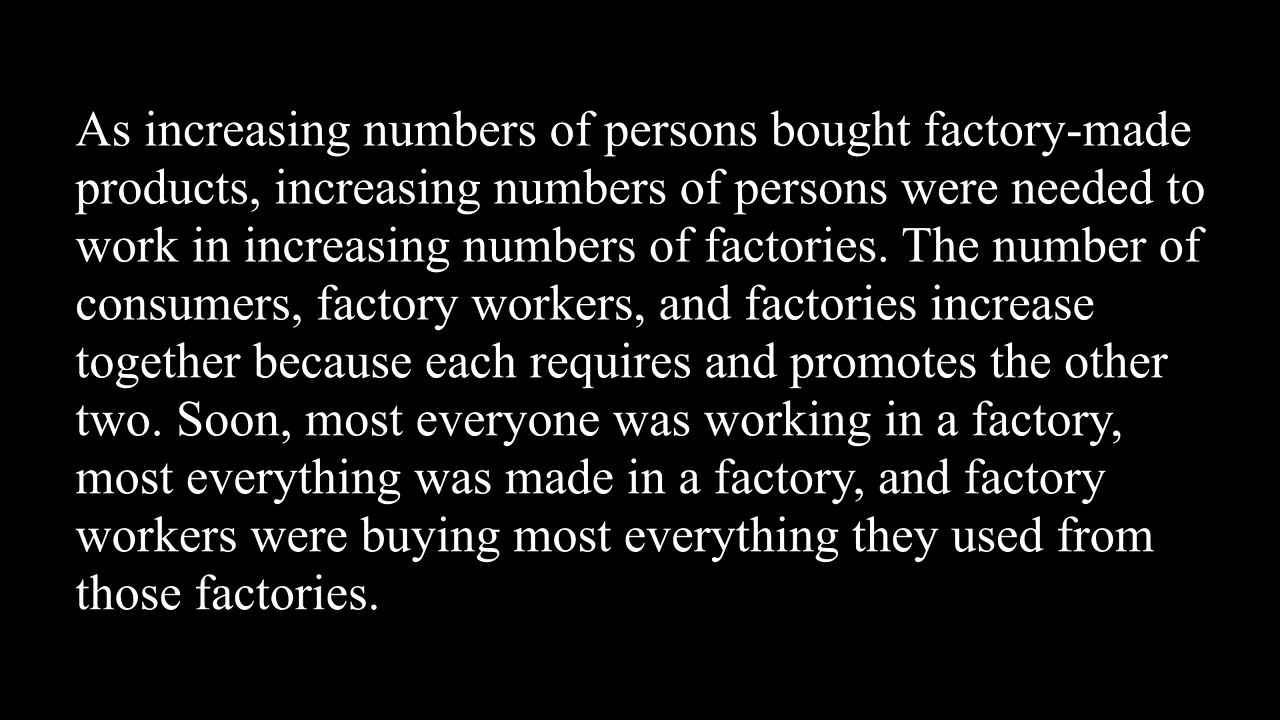 As increasing numbers of persons bought factory-made
products, increasing numbers of persons were needed to
work in increasing numbers of factories. The number of
consumers, factory workers, and factories increase
together because each requires and promotes the other
two. Soon, most everyone was working in a factory,
most everything was made in a factory, and factory
workers were buying most everything they used from
those factories.